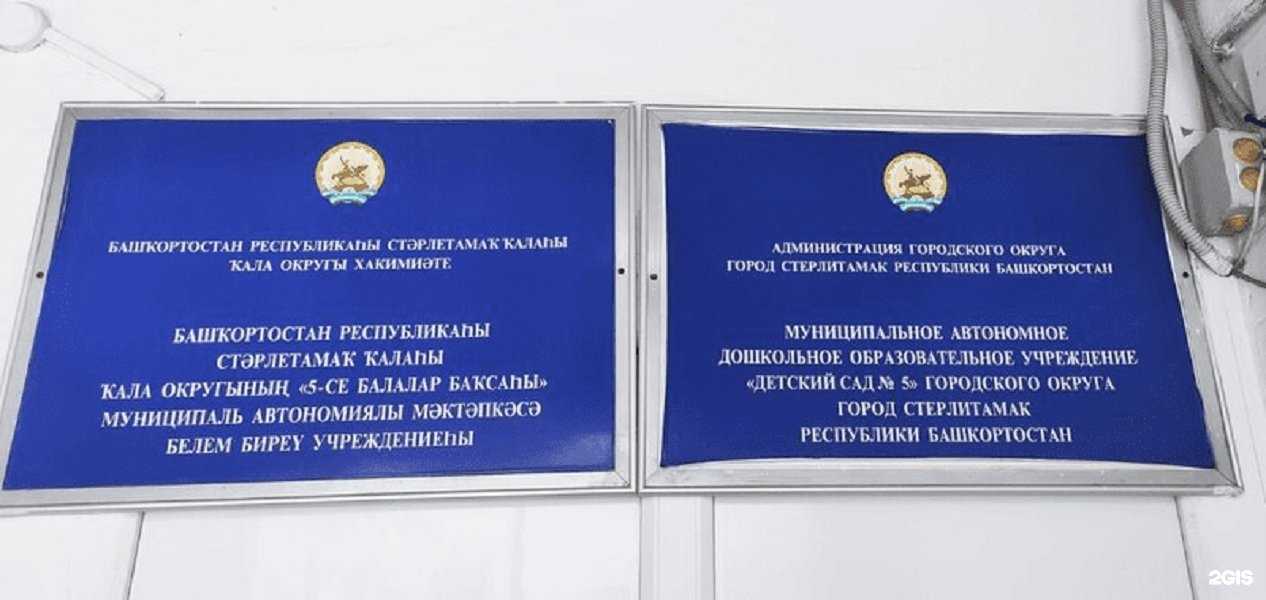 БАШҠОРТОСТАН РЕСПУБЛИКАҺЫ СТӘРЛЕТАМАҠ ҠАЛАҺЫ
ҠАЛА ОКРУГЫ ХАКИМИӘТЕ
БАШҠОРТОСТАН РЕСПУБЛИКАҺЫ
СТӘРЛЕТАМАҠ ҠАЛАҺЫ
ҠАЛА ОКРУГЫНЫҢ «5-СЕ БАЛАЛАР БАҠСАҺЫ»
МУНИЦИПАЛЬ АВТОНОМИЯЛЫ МӘКТӘПКӘСӘ
БЕЛЕМ БИРЕҮ УЧРЕЖДЕНИЕҺЫ
АДМИНИСТРАЦИЯ ГОРОДСКОГО ОКРУГА
ГОРОД СТЕРЛИТАМАК РЕСПУБЛИКИ БАШКОРТОСТАН
МУНИЦИПАЛЬНОЕ АВТОНОМНОЕ
ДОШКОЛЬНОЕ ОБРАЗОВАТЕЛЬНОЕ УЧРЕЖДЕНИЕ
«ДЕТСКИЙ САД № 5» ГОРОДСКОГО ОКРУГА
ГОРОД СТЕРЛИТАМАК
РЕСПУБЛИКИ БАШКОРТОСТАН
2GIS